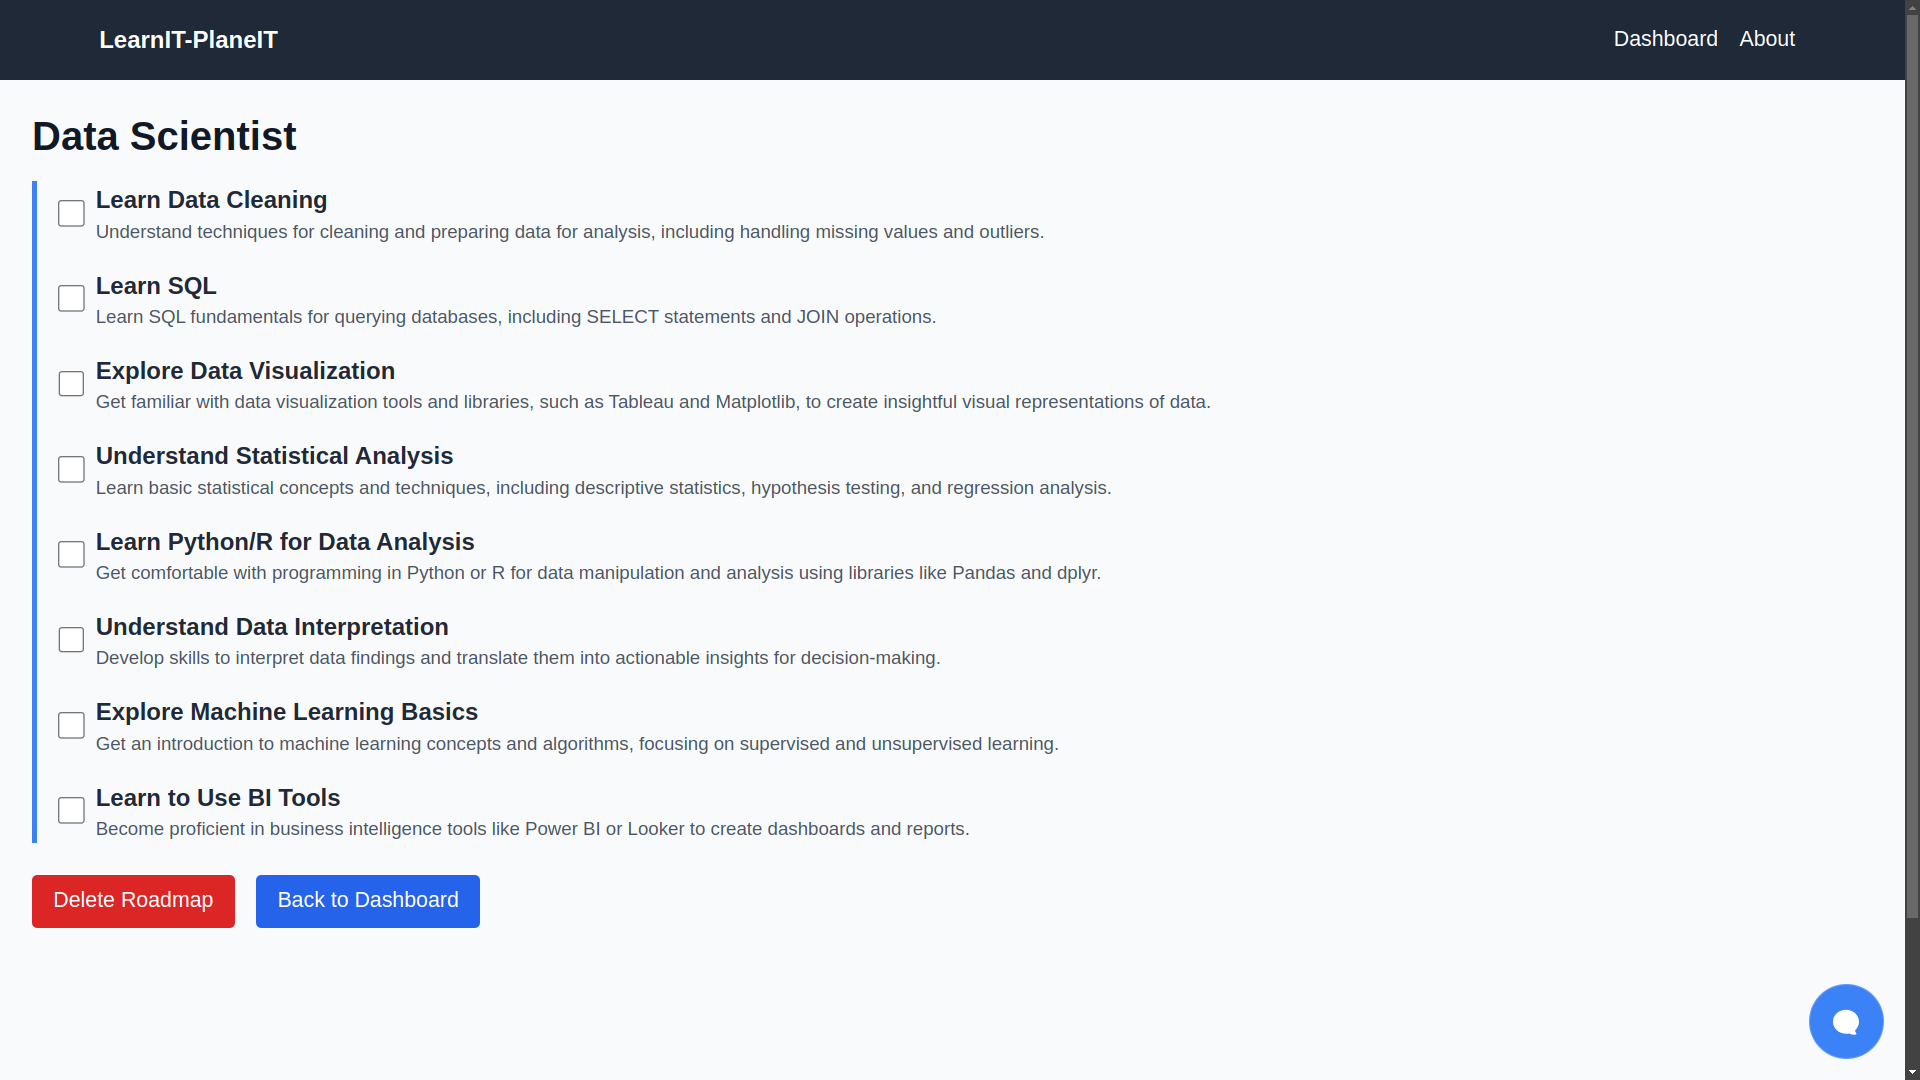 LearnIT-PlaneIT
Dashboard About
Data Scientist
Learn Data Cleaning
Understand techniques for cleaning and preparing data for analysis, including handling missing values and outliers.
Learn SQL
Learn SQL fundamentals for querying databases, including SELECT statements and JOIN operations.
Explore Data Visualization
Get familiar with data visualization tools and libraries, such as Tableau and Matplotlib, to create insightful visual representations of data.
Understand Statistical Analysis
Learn basic statistical concepts and techniques, including descriptive statistics, hypothesis testing, and regression analysis.
Learn Python/R for Data Analysis
Get comfortable with programming in Python or R for data manipulation and analysis using libraries like Pandas and dplyr.
Understand Data Interpretation
Develop skills to interpret data findings and translate them into actionable insights for decision-making.
Explore Machine Learning Basics
Get an introduction to machine learning concepts and algorithms, focusing on supervised and unsupervised learning.
Learn to Use BI Tools
Become proficient in business intelligence tools like Power BI or Looker to create dashboards and reports.
Delete Roadmap Back to Dashboard